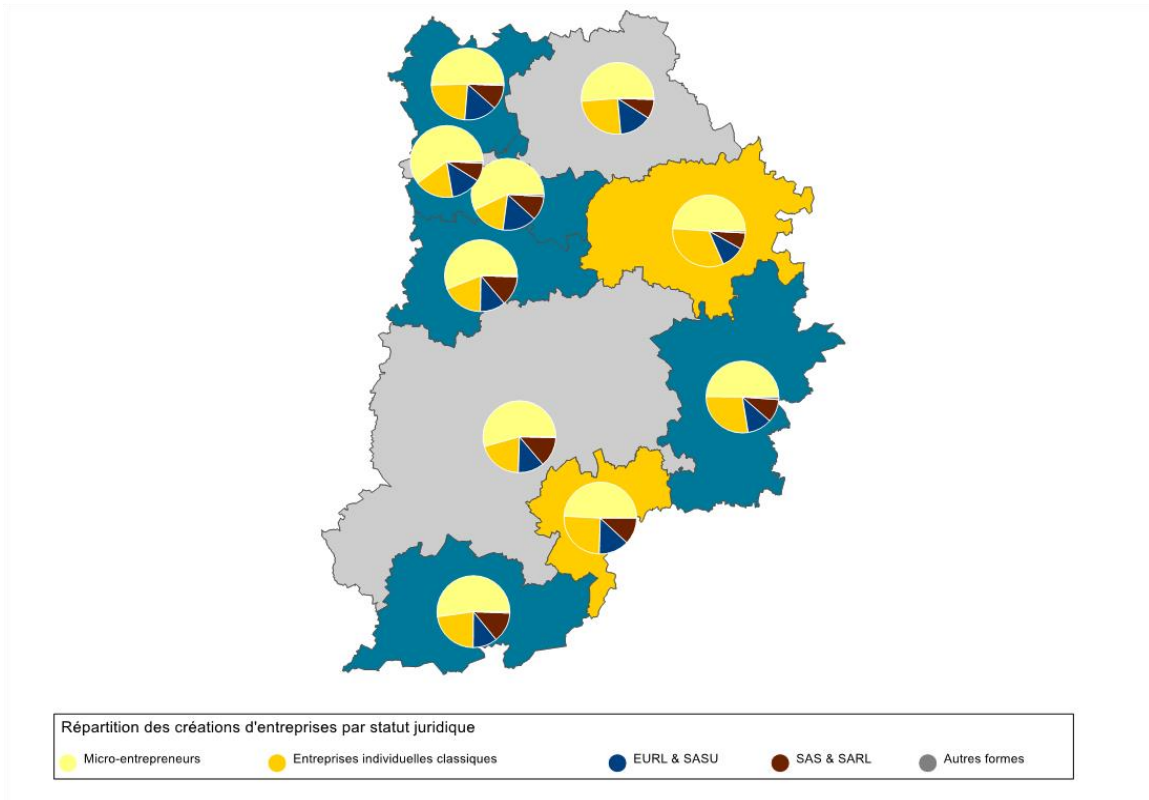 Répartition des créations d'entreprises par statut juridique
Micro-entrepreneurs Entreprises individuelles classiques EURL & SASU SAS & SARL Autres formes